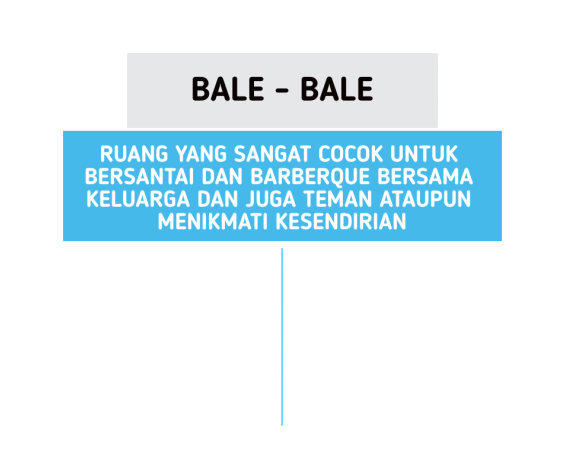 BALE - BALE
RUANG YANG SANGAT COCOK UNTUK
BERSANTAI DAN BARBERQUE BERSAMA
KELUARGA DAN JUGA TEMAN ATAUPUN
MENIKMATI KESENDIRIAN